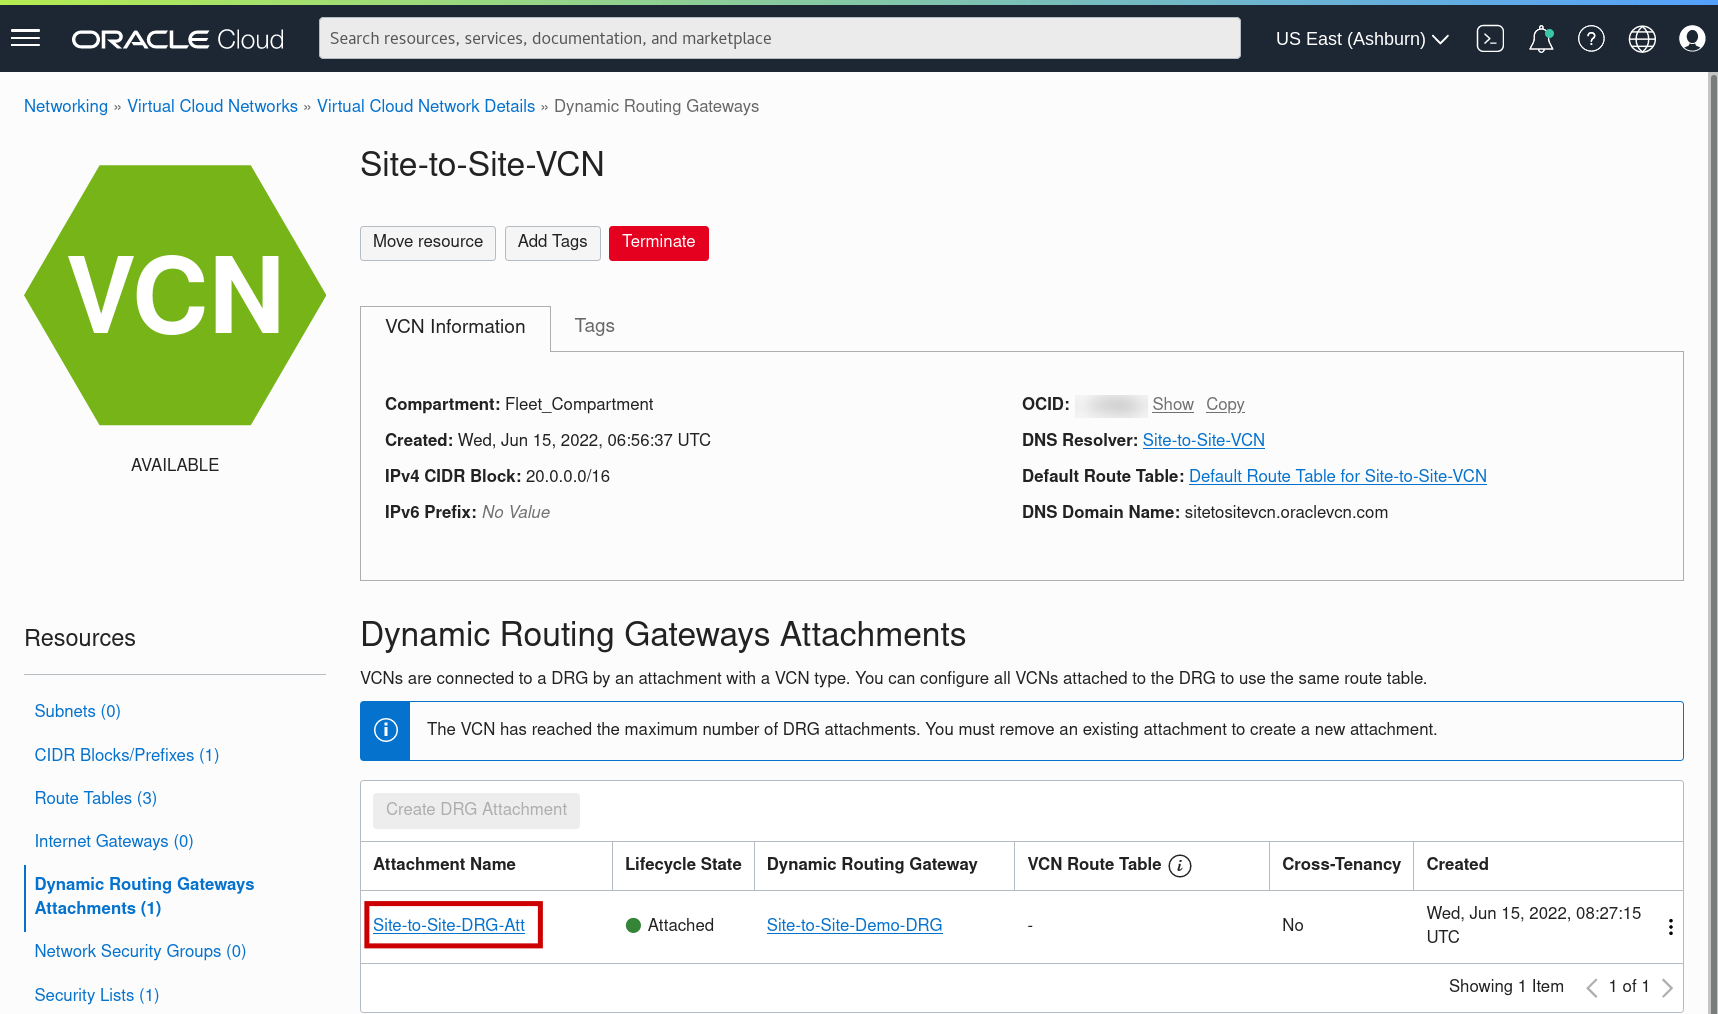 ORACLE Cloud
Search resources, services, documentation, and marketplace
US East (Ashburn)
Networking » Virtual Cloud Networks » Virtual Cloud Network Details » Dynamic Routing Gateways
VCN
AVAILABLE
Site-to-Site-VCN
Move resource
Add Tags
Terminate
VCN Information
Tags
Compartment: Fleet_Compartment
Created: Wed, Jun 15, 2022, 06:56:37 UTC
IPv4 CIDR Block: 20.0.0.0/16
IPv6 Prefix: No Value
OCID: Show Copy
DNS Resolver: Site-to-Site-VCN
Default Route Table: Default Route Table for Site-to-Site-VCN
DNS Domain Name: sitetositevcn.oraclevcn.com
Resources
Subnets (0)
CIDR Blocks/Prefixes (1)
Route Tables (3)
Internet Gateways (0)
Dynamic Routing Gateways
Attachments (1)
Network Security Groups (0)
Security Lists (1)
Dynamic Routing Gateways Attachments
VCNs are connected to a DRG by an attachment with a VCN type. You can configure all VCNs attached to the DRG to use the same route table.
The VCN has reached the maximum number of DRG attachments. You must remove an existing attachment to create a new attachment.
Create DRG Attachment
Attachment Name Lifecycle State Dynamic Routing Gateway VCN Route Table Cross-Tenancy Created
Site-to-Site-DRG-Att Attached Site-to-Site-Demo-DRG - No Wed, Jun 15, 2022, 08:27:15
UTC
Showing 1 Item 1 of 1